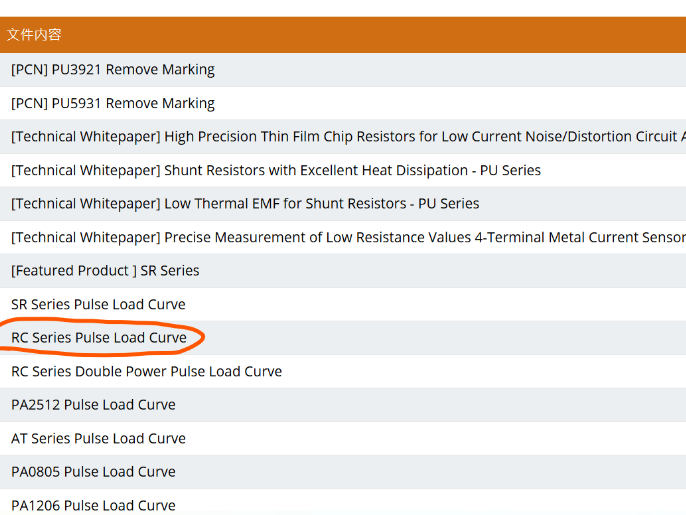 文件内容
[PCN] PU3921 Remove Marking
[PCN] PU5931 Remove Marking
[Technical Whitepaper] High Precision Thin Film Chip Resistors for Low Current Noise/Distortion Circuit A
[Technical Whitepaper] Shunt Resistors with Excellent Heat Dissipation - PU Series
[Technical Whitepaper] Low Thermal EMF for Shunt Resistors - PU Series
[Technical Whitepaper] Precise Measurement of Low Resistance Values 4-Terminal Metal Current Sensor
[Featured Product ] SR Series
SR Series Pulse Load Curve
RC Series Pulse Load Curve
RC Series Double Power Pulse Load Curve
PA2512 Pulse Load Curve
AT Series Pulse Load Curve
PA0805 Pulse Load Curve
PA1206 Pulse Load Curve